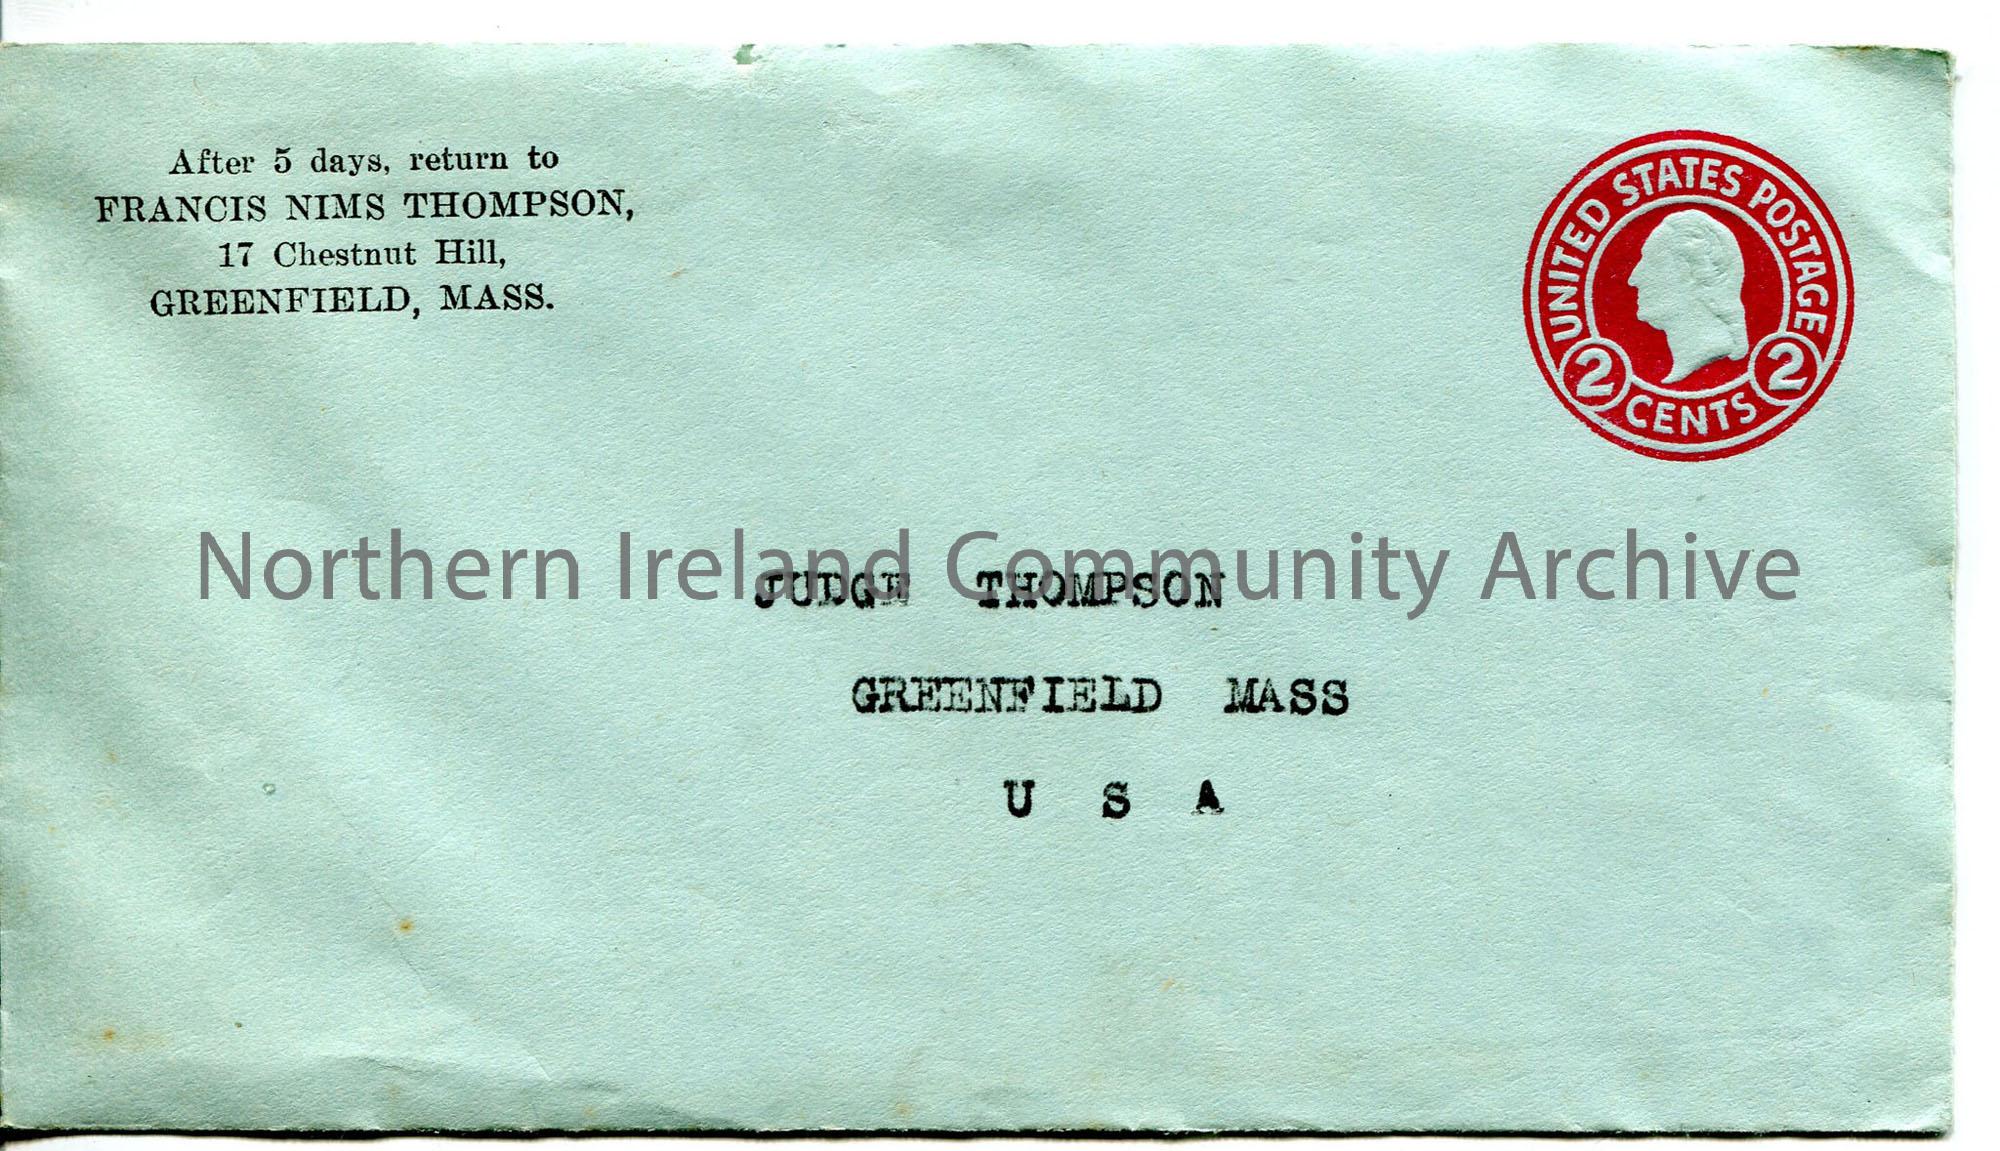 After 5 days, return to
FRANCIS NIMS THOMPSON,
17 Chestnut Hill,
GREENFIELD, MASS.
UNITED STATES POSTAGE
2 CENTS 2
Northern Ireland Community Archive
JUDGE THOMPSON
GREENFIELD MASS
U S A